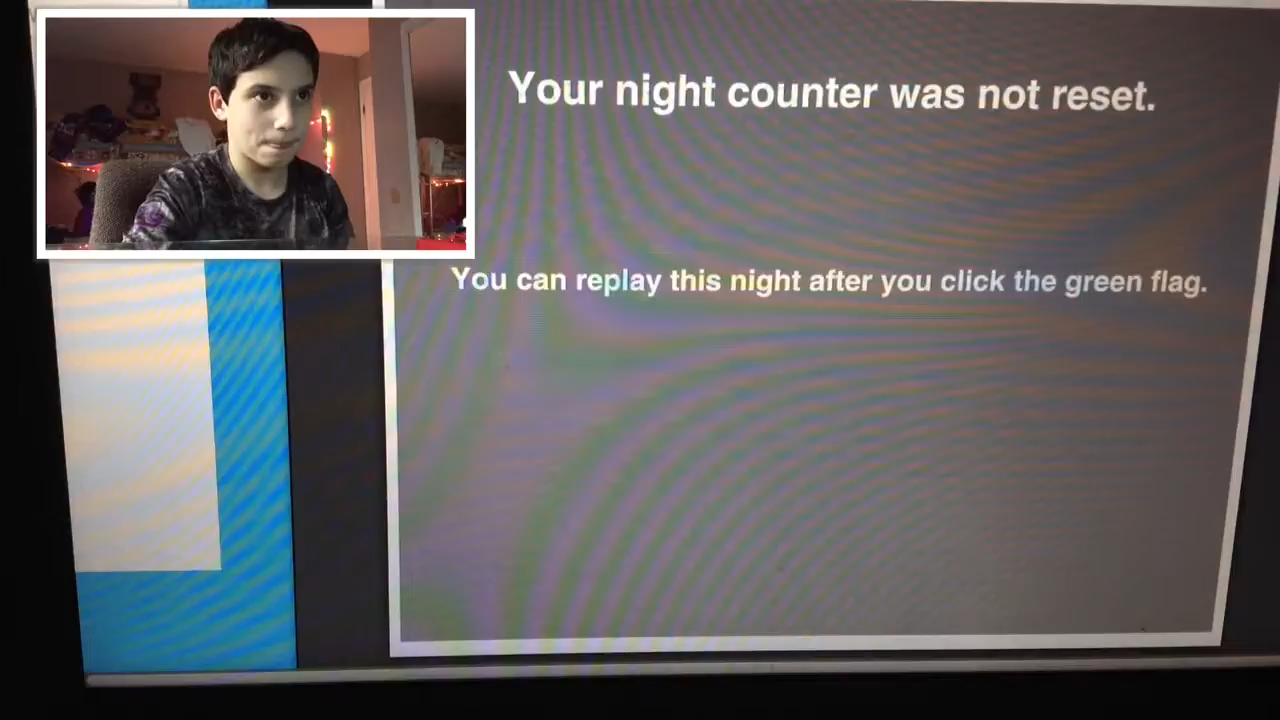 Your night counter was not reset.
You can replay this night after you click the green flag.